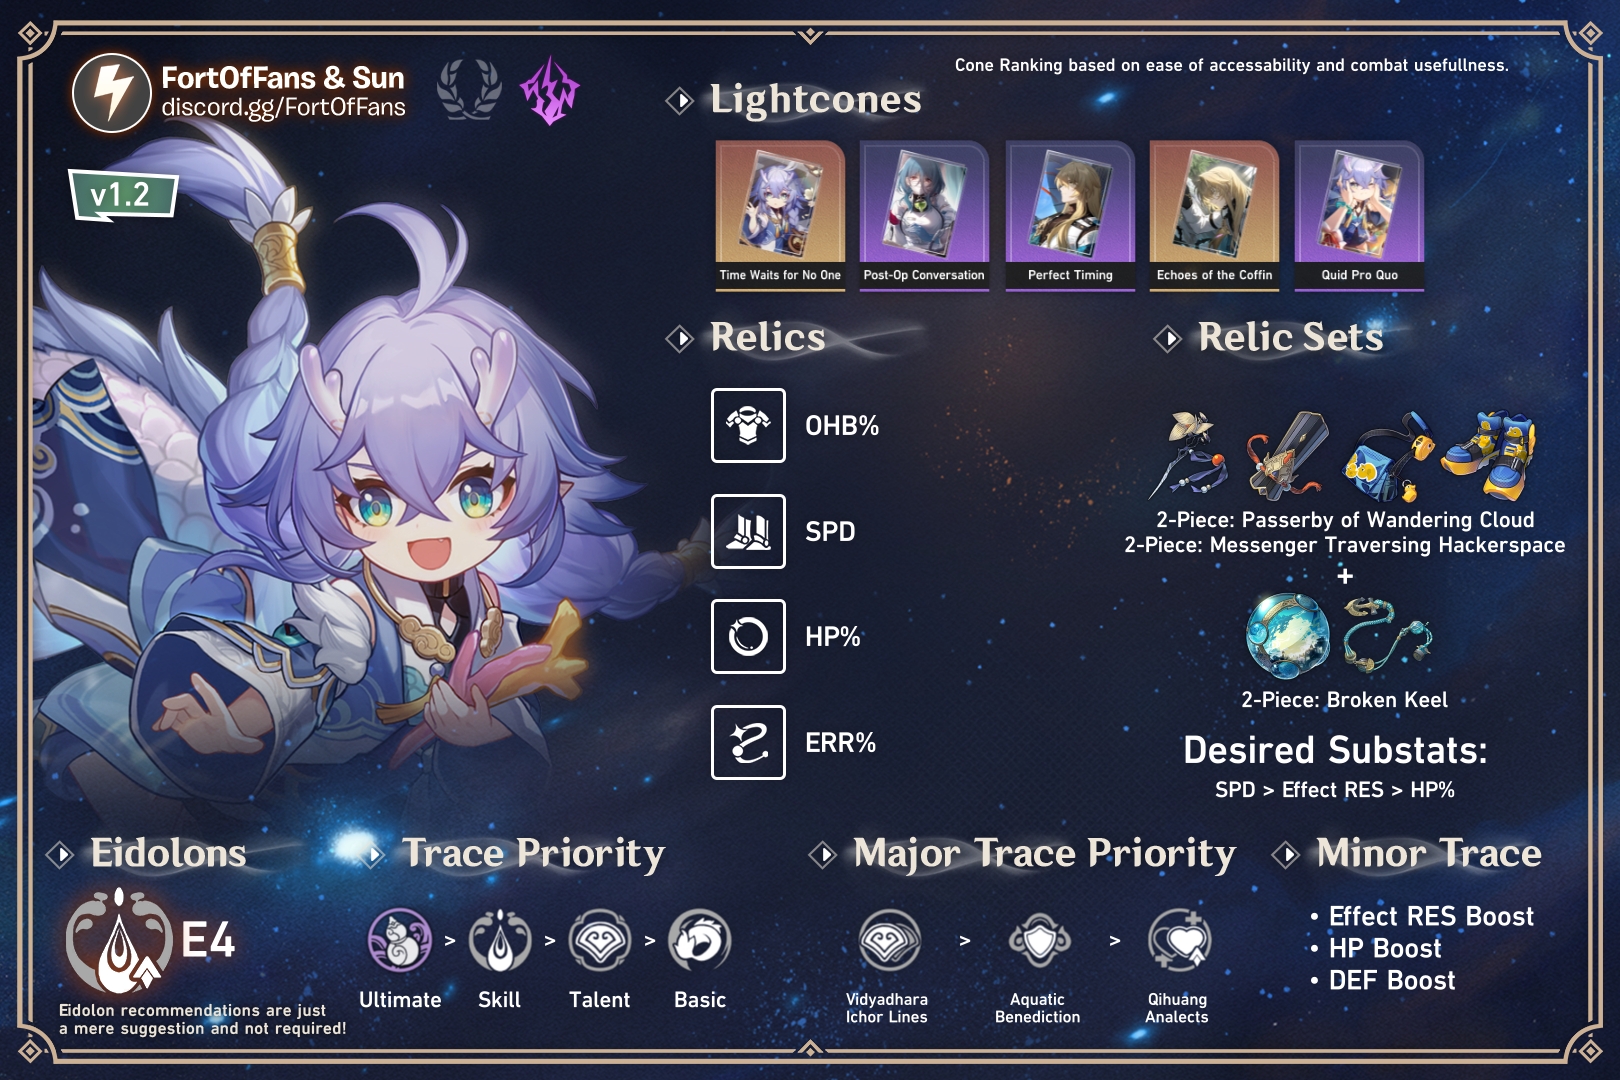 FortOfFans & Sun
discord.gg/FortOfFans
v1.2
Cone Ranking based on ease of accessability and combat usefullness.
Lightcones
Time Waits for No One
Post-Op Conversation
Perfect Timing
Echoes of the Coffin
Quid Pro Quo
Relics
OHB%
SPD
HP%
ERR%
Relic Sets
2-Piece: Passerby of Wandering Cloud
2-Piece: Messenger Traversing Hackerspace
+
2-Piece: Broken Keel
Desired Substats:
SPD > Effect RES > HP%
Eidolons
E4
Eidolon recommendations are just
a mere suggestion and not required!
Trace Priority
Ultimate > Skill > Talent > Basic
Major Trace Priority
Vidyadhara
Ichor Lines
>
Aquatic
Benediction
>
Qihuang
Analects
Minor Trace
• Effect RES Boost
• HP Boost
• DEF Boost